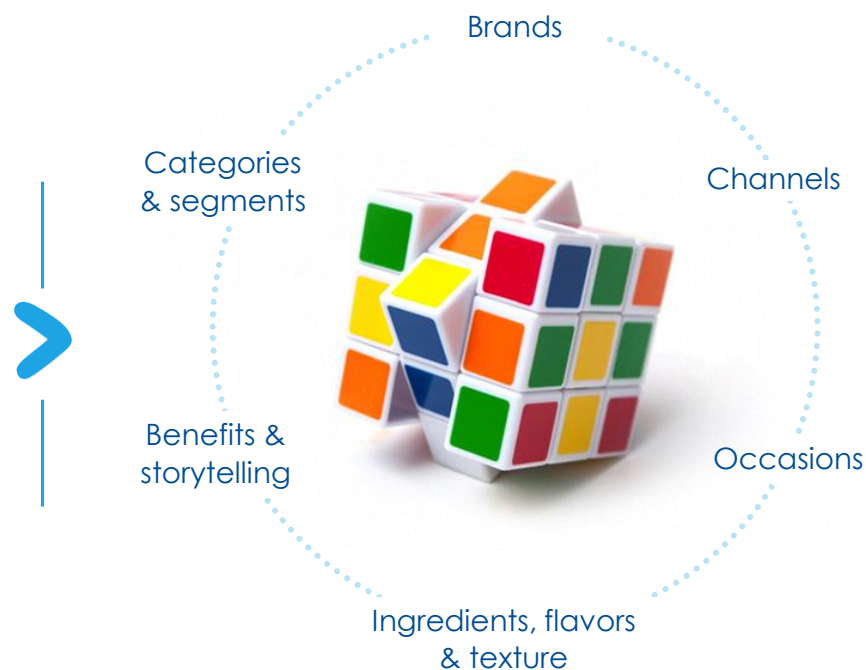 Brands
Categories
& segments
Channels
Benefits &
storytelling
Occasions
Ingredients, flavors
& texture